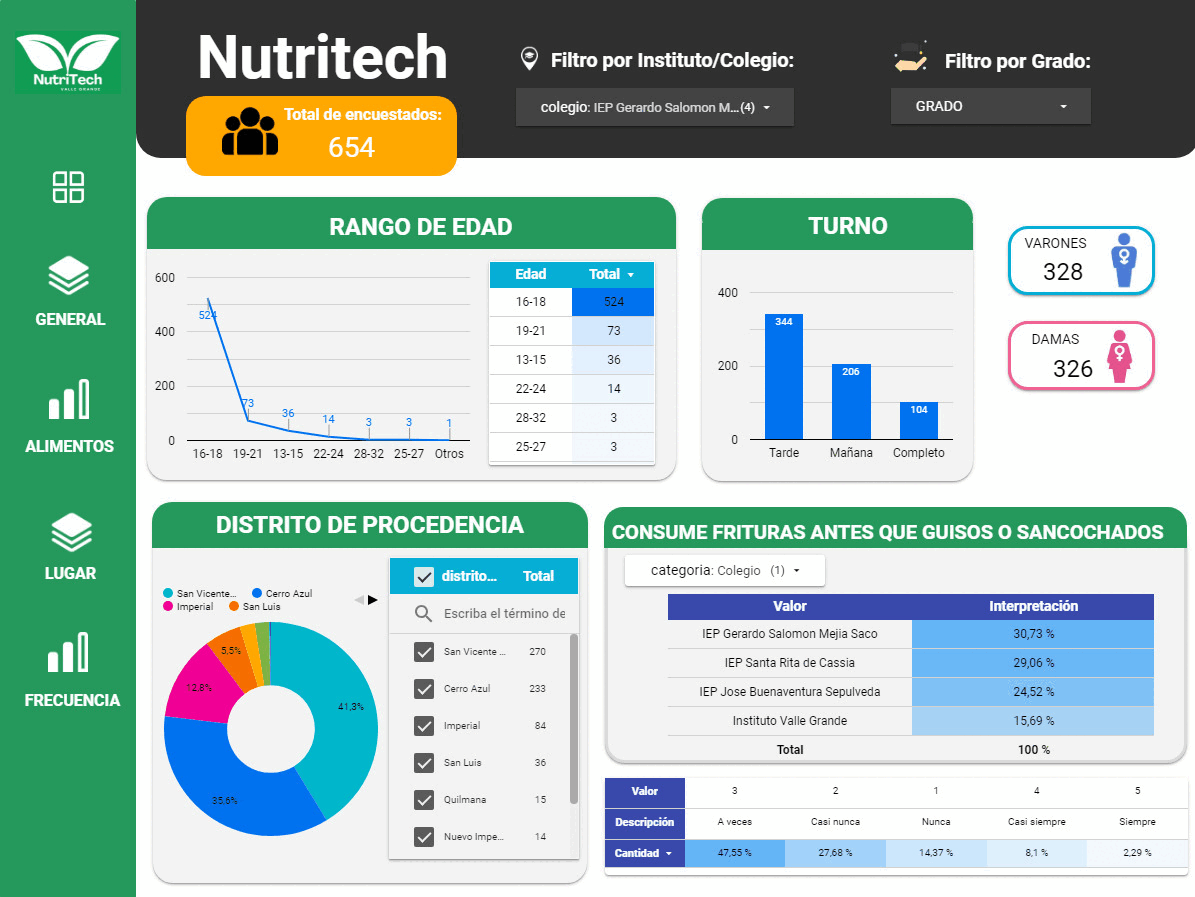 NutriTech
VALLE GRANDE
GENERAL
ALIMENTOS
LUGAR
FRECUENCIA
Nutritech
Total de encuestados:
654
Filtro por Instituto/Colegio:
colegio: IEP Gerardo Salomon M... (4)
Filtro por Grado:
GRADO
RANGO DE EDAD
600
400
200
0
524
73
36
14
3
3
1
16-18 19-21 13-15 22-24 28-32 25-27 Otros
Edad Total
16-18 524
19-21 73
13-15 36
22-24 14
28-32 3
25-27 3
TURNO
400
200
0
344
206
104
Tarde Mañana Completo
VARONES
328
DAMAS
326
DISTRITO DE PROCEDENCIA
San Vicente... Cerro Azul
Imperial San Luis
41,3%
35,6%
12,8%
5,5%
distrito... Total
Escriba el término de
San Vicente ... 270
Cerro Azul 233
Imperial 84
San Luis 36
Quilmana 15
Nuevo Impe... 14
CONSUME FRITURAS ANTES QUE GUISOS O SANCOCHADOS
categoria: Colegio (1)
Valor Interpretación
IEP Gerardo Salomon Mejia Saco 30,73 %
IEP Santa Rita de Cassia 29,06 %
IEP Jose Buenaventura Sepulveda 24,52 %
Instituto Valle Grande 15,69 %
Total 100 %
Valor 3 2 1 4 5
Descripción A veces Casi nunca Nunca Casi siempre Siempre
Cantidad 47,55 % 27,68 % 14,37 % 8,1 % 2,29 %